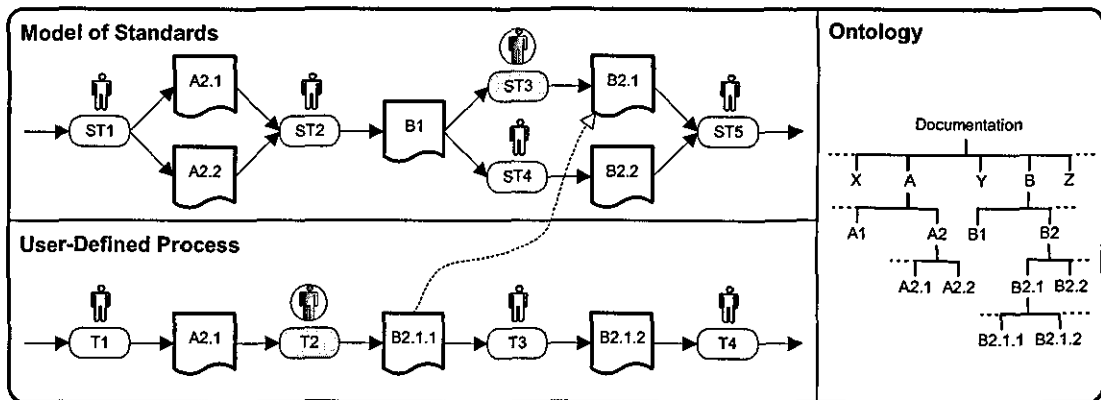 Model of Standards
ST1
A2.1
A2.2
ST2
B1
ST3
ST4
B2.1
B2.2
ST5
User-Defined Process
T1
A2.1
T2
B2.1.1
T3
B2.1.2
T4
Ontology
Documentation
X A Y B Z
A1 A2 B1 B2
A2.1 A2.2 B2.1 B2.2
B2.1.1 B2.1.2